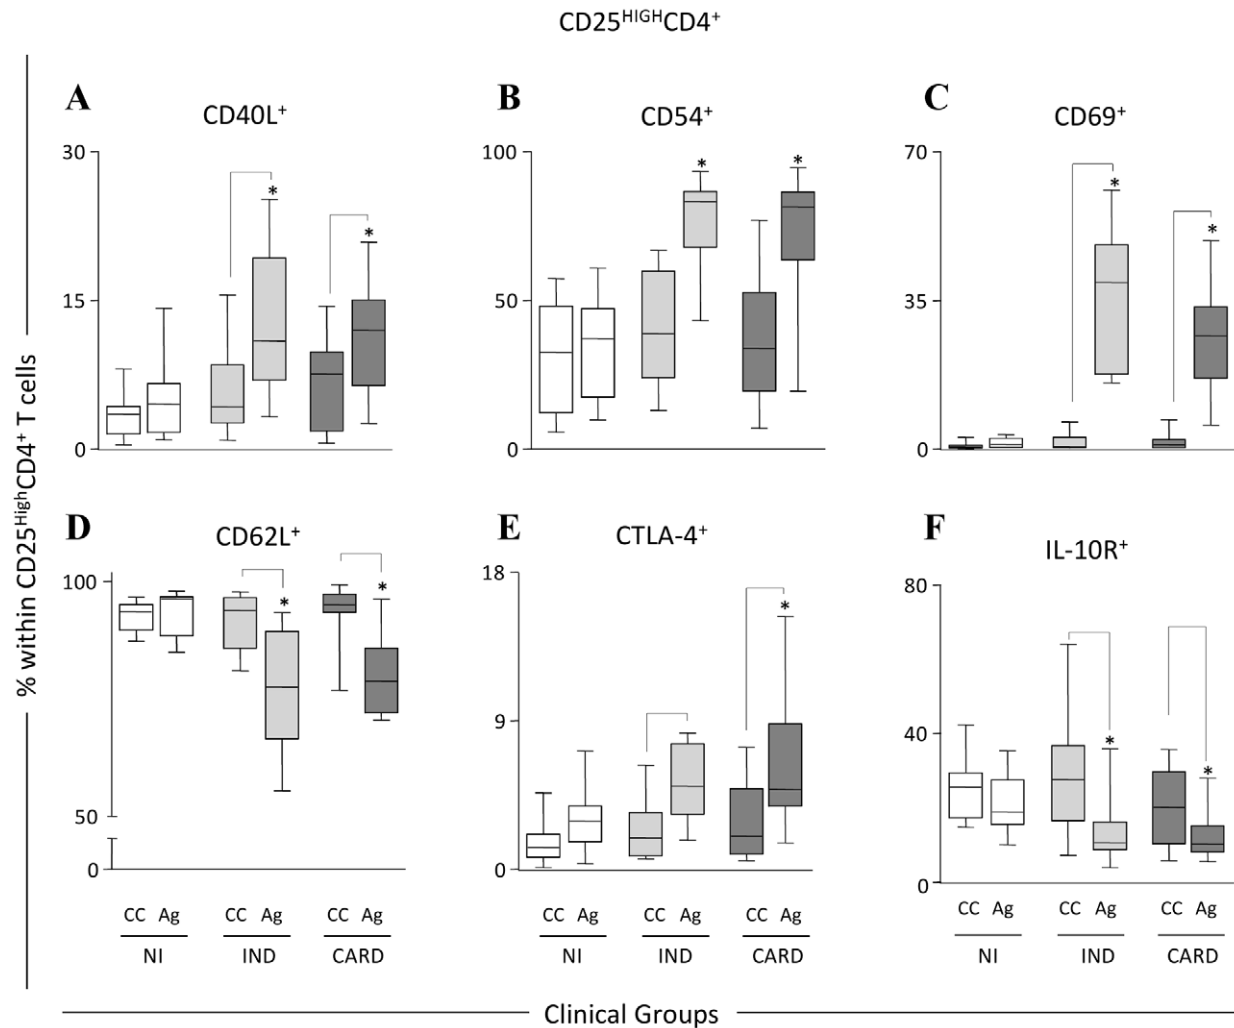 CD25HIGHCD4+
A
CD40L+
30
15
0
*
*
B
CD54+
100
50
0
*
*
C
CD69+
70
35
0
*
*
% within CD25HighCD4+ T cells
D
CD62L+
100
50
0
*
*
E
CTLA-4+
18
9
0
*
F
IL-10R+
80
40
0
*
*
CC Ag CC Ag CC Ag
NI IND CARD
CC Ag CC Ag CC Ag
NI IND CARD
CC Ag CC Ag CC Ag
NI IND CARD
Clinical Groups